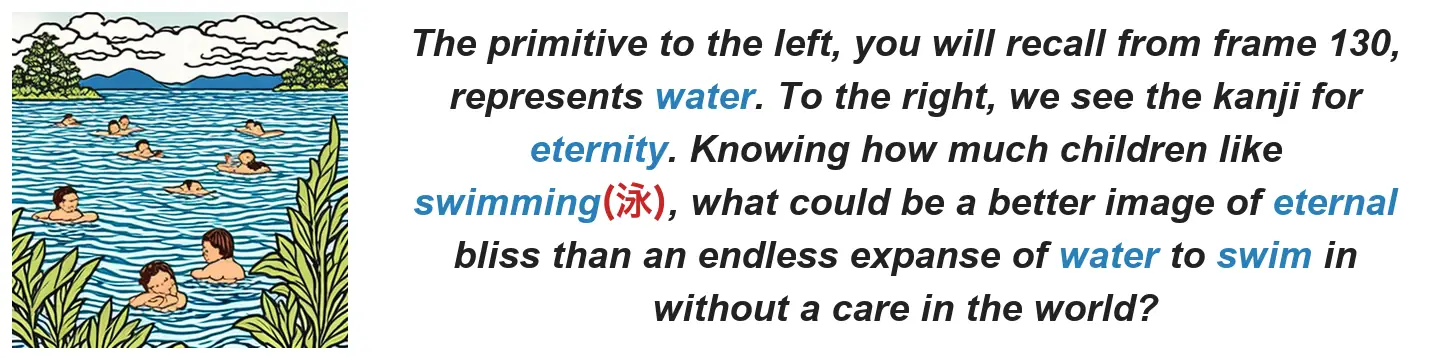 The primitive to the left, you will recall from frame 130,
represents water. To the right, we see the kanji for
eternity. Knowing how much children like
swimming(泳), what could be a better image of eternal
bliss than an endless expanse of water to swim in
without a care in the world?